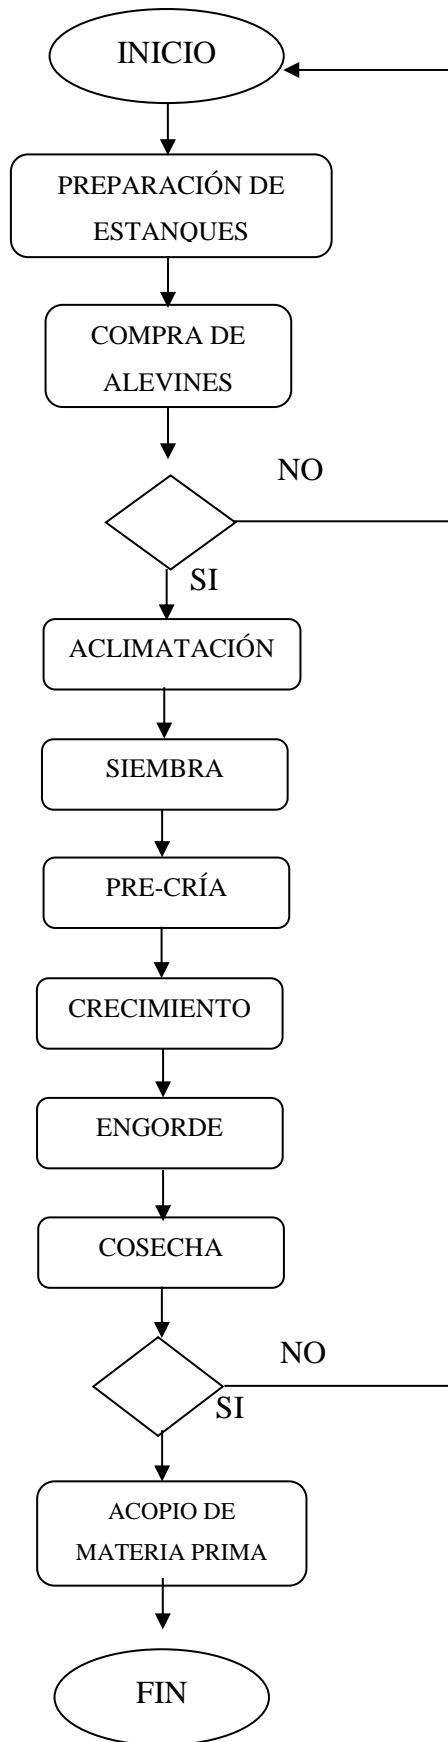 INICIO
PREPARACIÓN DE
ESTANQUES
COMPRA DE
ALEVINES
NO
SI
ACLIMATACIÓN
SIEMBRA
PRE-CRÍA
CRECIMIENTO
ENGORDE
COSECHA
NO
SI
ACOPIO DE
MATERIA PRIMA
FIN